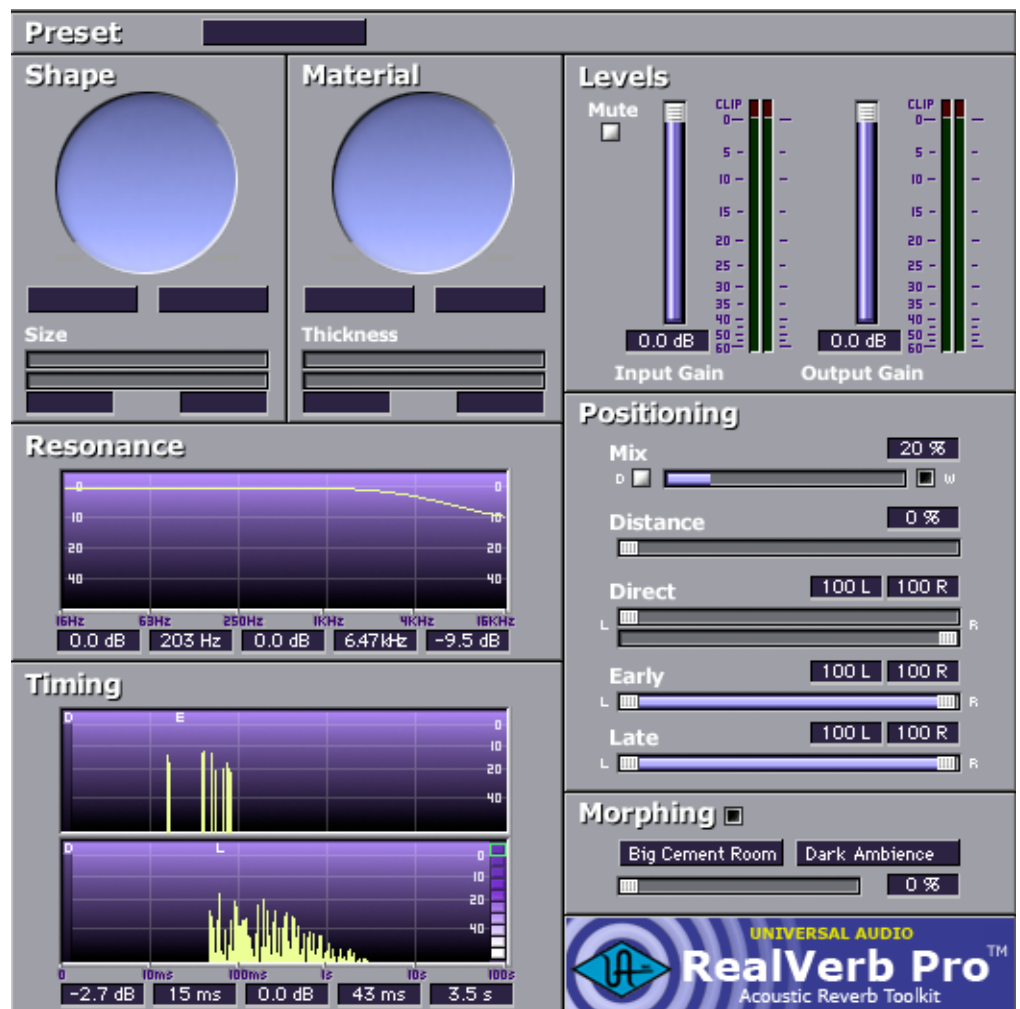 Preset
Shape
Material
Size
Thickness
Levels
Mute
CLIP
0
5
10
15
20
25
30
35
40
50
60
0.0 dB
Input Gain
CLIP
0
5
10
15
20
25
30
35
40
50
60
0.0 dB
Output Gain
Resonance
0 0
10 10
20 20
40 40
16Hz 63Hz 250Hz 1KHz 4KHz 16KHz
0.0 dB 203 Hz 0.0 dB 6.47kHz -9.5 dB
Positioning
Mix 20 %
D W
Distance 0 %
Direct 100 L 100 R
L R
Early 100 L 100 R
L R
Late 100 L 100 R
L R
Timing
D E
0
10
20
40
D L
0
10
20
40
0 10ms 100ms 1s 10s 100s
-2.7 dB 15 ms 0.0 dB 43 ms 3.5 s
Morphing
Big Cement Room Dark Ambience
0 %
UNIVERSAL AUDIO
UA
RealVerb Pro™
Acoustic Reverb Toolkit